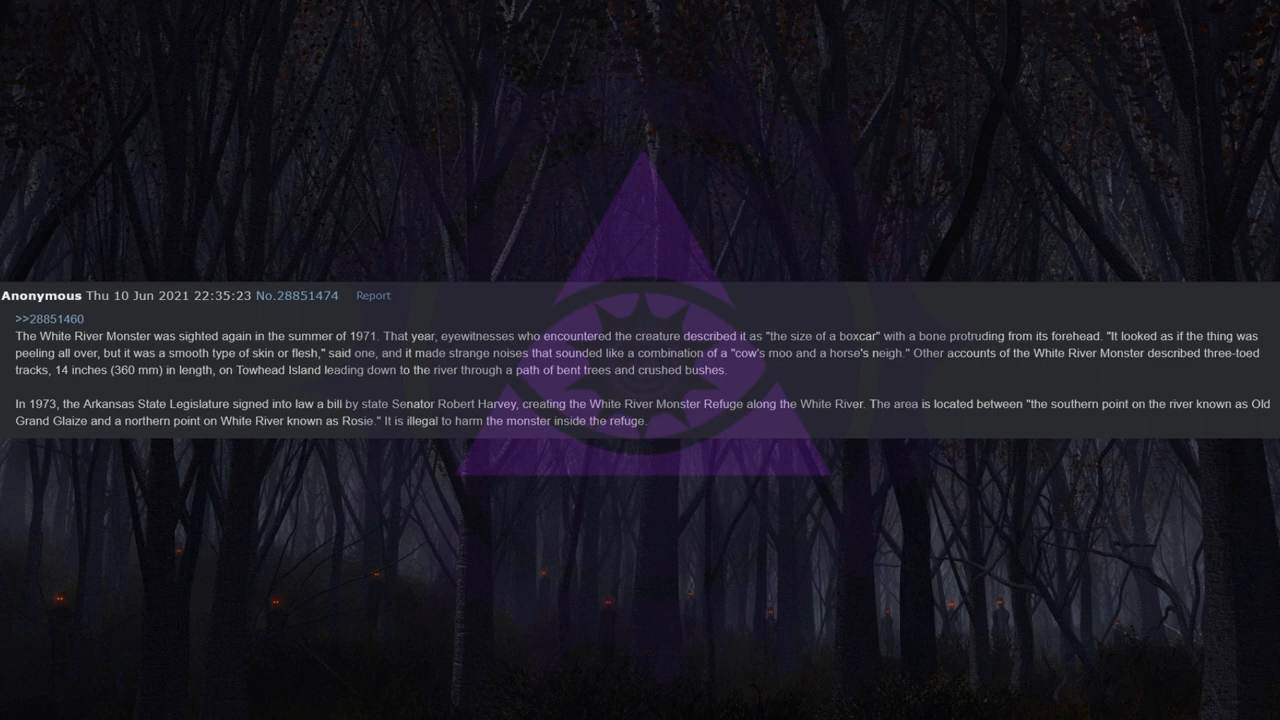 Anonymous Thu 10 Jun 2021 22:35:23 No.28851474 Report
>>28851460
The White River Monster was sighted again in the summer of 1971. That year, eyewitnesses who encountered the creature described it as "the size of a boxcar" with a bone protruding from its forehead. "It looked as if the thing was
peeling all over, but it was a smooth type of skin or flesh," said one, and it made strange noises that sounded like a combination of a "cow's moo and a horse's neigh." Other accounts of the White River Monster described three-toed
tracks, 14 inches (360 mm) in length, on Towhead Island leading down to the river through a path of bent trees and crushed bushes.
In 1973, the Arkansas State Legislature signed into law a bill by state Senator Robert Harvey, creating the White River Monster Refuge along the White River. The area is located between "the southern point on the river known as Old
Grand Glaize and a northern point on White River known as Rosie." It is illegal to harm the monster inside the refuge.